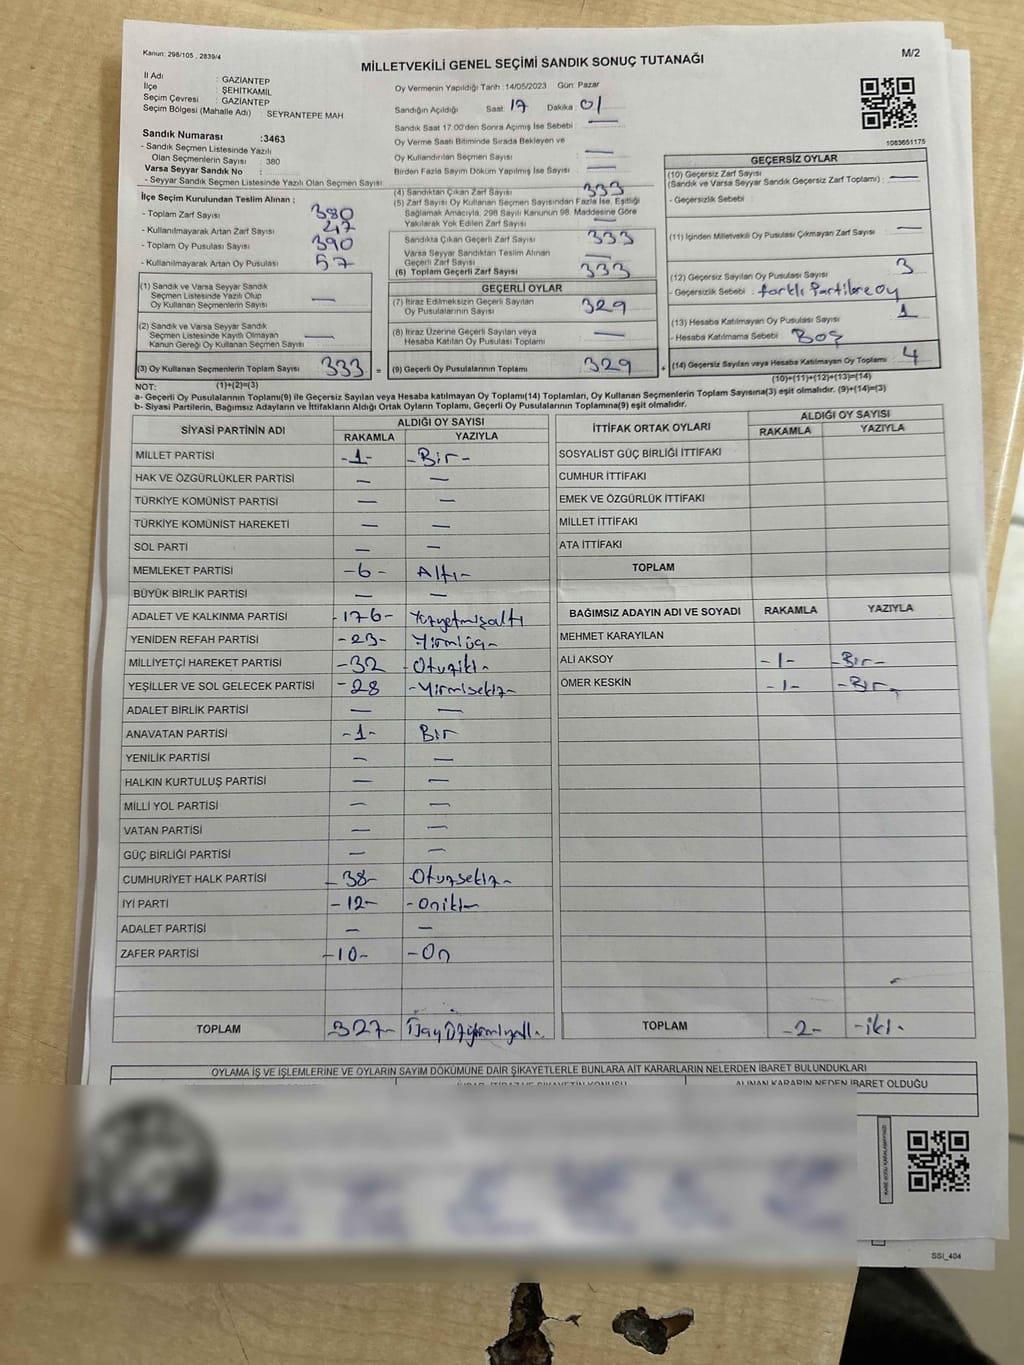 Kanun: 298/105 , 2839/4
M/2
MİLLETVEKİLİ GENEL SEÇİMİ SANDIK SONUÇ TUTANAĞI
İl Adı : GAZİANTEP
İlçe : ŞEHİTKAMİL
Seçim Çevresi : GAZİANTEP
Seçim Bölgesi (Mahalle Adı) : SEYRANTEPE MAH.
Sandık Numarası :3463
- Sandık Seçmen Listesinde Yazılı
Olan Seçmenlerin Sayısı : 380
Varsa Seyyar Sandık No :
- Seyyar Sandık Seçmen Listesinde Yazılı Olan Seçmen Sayısı :
Oy Vermenin Yapıldığı Tarih :14/05/2023 Gün: Pazar
Sandığın Açıldığı Saat 17 Dakika 01
Sandık Saat 17.00'den Sonra Açılmış İse Sebebi : —
Oy Verme Saati Bitiminde Sırada Bekleyen ve
Oy Kullandırılan Seçmen Sayısı : —
Birden Fazla Sayım Döküm Yapılmış İse Sayısı : —
1083651175
İlçe Seçim Kurulundan Teslim Alınan ;
- Toplam Zarf Sayısı : 380
- Kullanılmayarak Artan Zarf Sayısı : 47
- Toplam Oy Pusulası Sayısı : 390
- Kullanılmayarak Artan Oy Pusulası : 57
(1) Sandık ve Varsa Seyyar Sandık
Seçmen Listesinde Yazılı Olup
Oy Kullanan Seçmenlerin Sayısı : —
(2) Sandık ve Varsa Seyyar Sandık
Seçmen Listesinde Kayıtlı Olmayan
Kanun Gereği Oy Kullanan Seçmen Sayısı : —
(3) Oy Kullanan Seçmenlerin Toplam Sayısı : 333 =
(1)+(2)=(3)
(4) Sandıktan Çıkan Zarf Sayısı : 333
(5) Zarf Sayısı Oy Kullanan Seçmen Sayısından Fazla İse, Eşitliği
Sağlamak Amacıyla, 298 Sayılı Kanunun 98. Maddesine Göre
Yakılarak Yok Edilen Zarf Sayısı : —
Sandıkta Çıkan Geçerli Zarf Sayısı : 333
Varsa Seyyar Sandıktan Teslim Alınan
Geçerli Zarf Sayısı : —
(6) Toplam Geçerli Zarf Sayısı : 333
GEÇERLİ OYLAR
(7) İtiraz Edilmeksizin Geçerli Sayılan
Oy Pusulalarının Sayısı : 329
(8) İtiraz Üzerine Geçerli Sayılan veya
Hesaba Katılan Oy Pusulası Toplamı : —
(9) Geçerli Oy Pusulalarının Toplamı : 329 +
GEÇERSİZ OYLAR
(10) Geçersiz Zarf Sayısı
(Sandık ve Varsa Seyyar Sandık Geçersiz Zarf Toplamı) : —
- Geçersizlik Sebebi :
(11) İçinden Milletvekili Oy Pusulası Çıkmayan Zarf Sayısı : —
(12) Geçersiz Sayılan Oy Pusulası Sayısı : 3
- Geçersizlik Sebebi : farklı Partilere oy
(13) Hesaba Katılmayan Oy Pusulası Sayısı : 1
- Hesaba Katılmama Sebebi : Boş
(14) Geçersiz Sayılan veya Hesaba Katılmayan Oy Toplamı : 4
(10)+(11)+(12)+(13)=(14)
NOT:
a- Geçerli Oy Pusulalarının Toplamı(9) ile Geçersiz Sayılan veya Hesaba katılmayan Oy Toplamı(14) Toplamları, Oy Kullanan Seçmenlerin Toplam Sayısına(3) eşit olmalıdır. (9)+(14)=(3)
b- Siyasi Partilerin, Bağımsız Adayların ve İttifakların Aldığı Ortak Oyların Toplamı, Geçerli Oy Pusulalarının Toplamına(9) eşit olmalıdır.
SİYASİ PARTİNİN ADI ALDIĞI OY SAYISI
RAKAMLA YAZIYLA
MİLLET PARTİSİ -1- -Bir-
HAK VE ÖZGÜRLÜKLER PARTİSİ — —
TÜRKİYE KOMÜNİST PARTİSİ — —
TÜRKİYE KOMÜNİST HAREKETİ — —
SOL PARTİ — —
MEMLEKET PARTİSİ -6- Altı-
BÜYÜK BİRLİK PARTİSİ — —
ADALET VE KALKINMA PARTİSİ -176- Yüzyetmişaltı
YENİDEN REFAH PARTİSİ -23- -Yirmiüç-
MİLLİYETÇİ HAREKET PARTİSİ -32 -Otuziki-
YEŞİLLER VE SOL GELECEK PARTİSİ -28 -Yirmisekiz-
ADALET BİRLİK PARTİSİ — —
ANAVATAN PARTİSİ -1- Bir
YENİLİK PARTİSİ — —
HALKIN KURTULUŞ PARTİSİ — —
MİLLİ YOL PARTİSİ — —
VATAN PARTİSİ — —
GÜÇ BİRLİĞİ PARTİSİ — —
CUMHURİYET HALK PARTİSİ -38- Otuzsekiz-
İYİ PARTİ -12- -oniki-
ADALET PARTİSİ — —
ZAFER PARTİSİ -10- -On
TOPLAM -327-
İTTİFAK ORTAK OYLARI ALDIĞI OY SAYISI
RAKAMLA YAZIYLA
SOSYALİST GÜÇ BİRLİĞİ İTTİFAKI
CUMHUR İTTİFAKI
EMEK VE ÖZGÜRLÜK İTTİFAKI
MİLLET İTTİFAKI
ATA İTTİFAKI
TOPLAM
BAĞIMSIZ ADAYIN ADI VE SOYADI RAKAMLA YAZIYLA
MEHMET KARAYILAN
ALİ AKSOY -1- -Bir-
ÖMER KESKİN -1- -Bir-
TOPLAM -2- -iki-
OYLAMA İŞ VE İŞLEMLERİNE VE OYLARIN SAYIM DÖKÜMÜNE DAİR ŞİKAYETLERLE BUNLARA AİT KARARLARIN NELERDEN İBARET BULUNDUKLARI
ALINAN KARARIN NEDEN İBARET OLDUĞU
SSİ_404